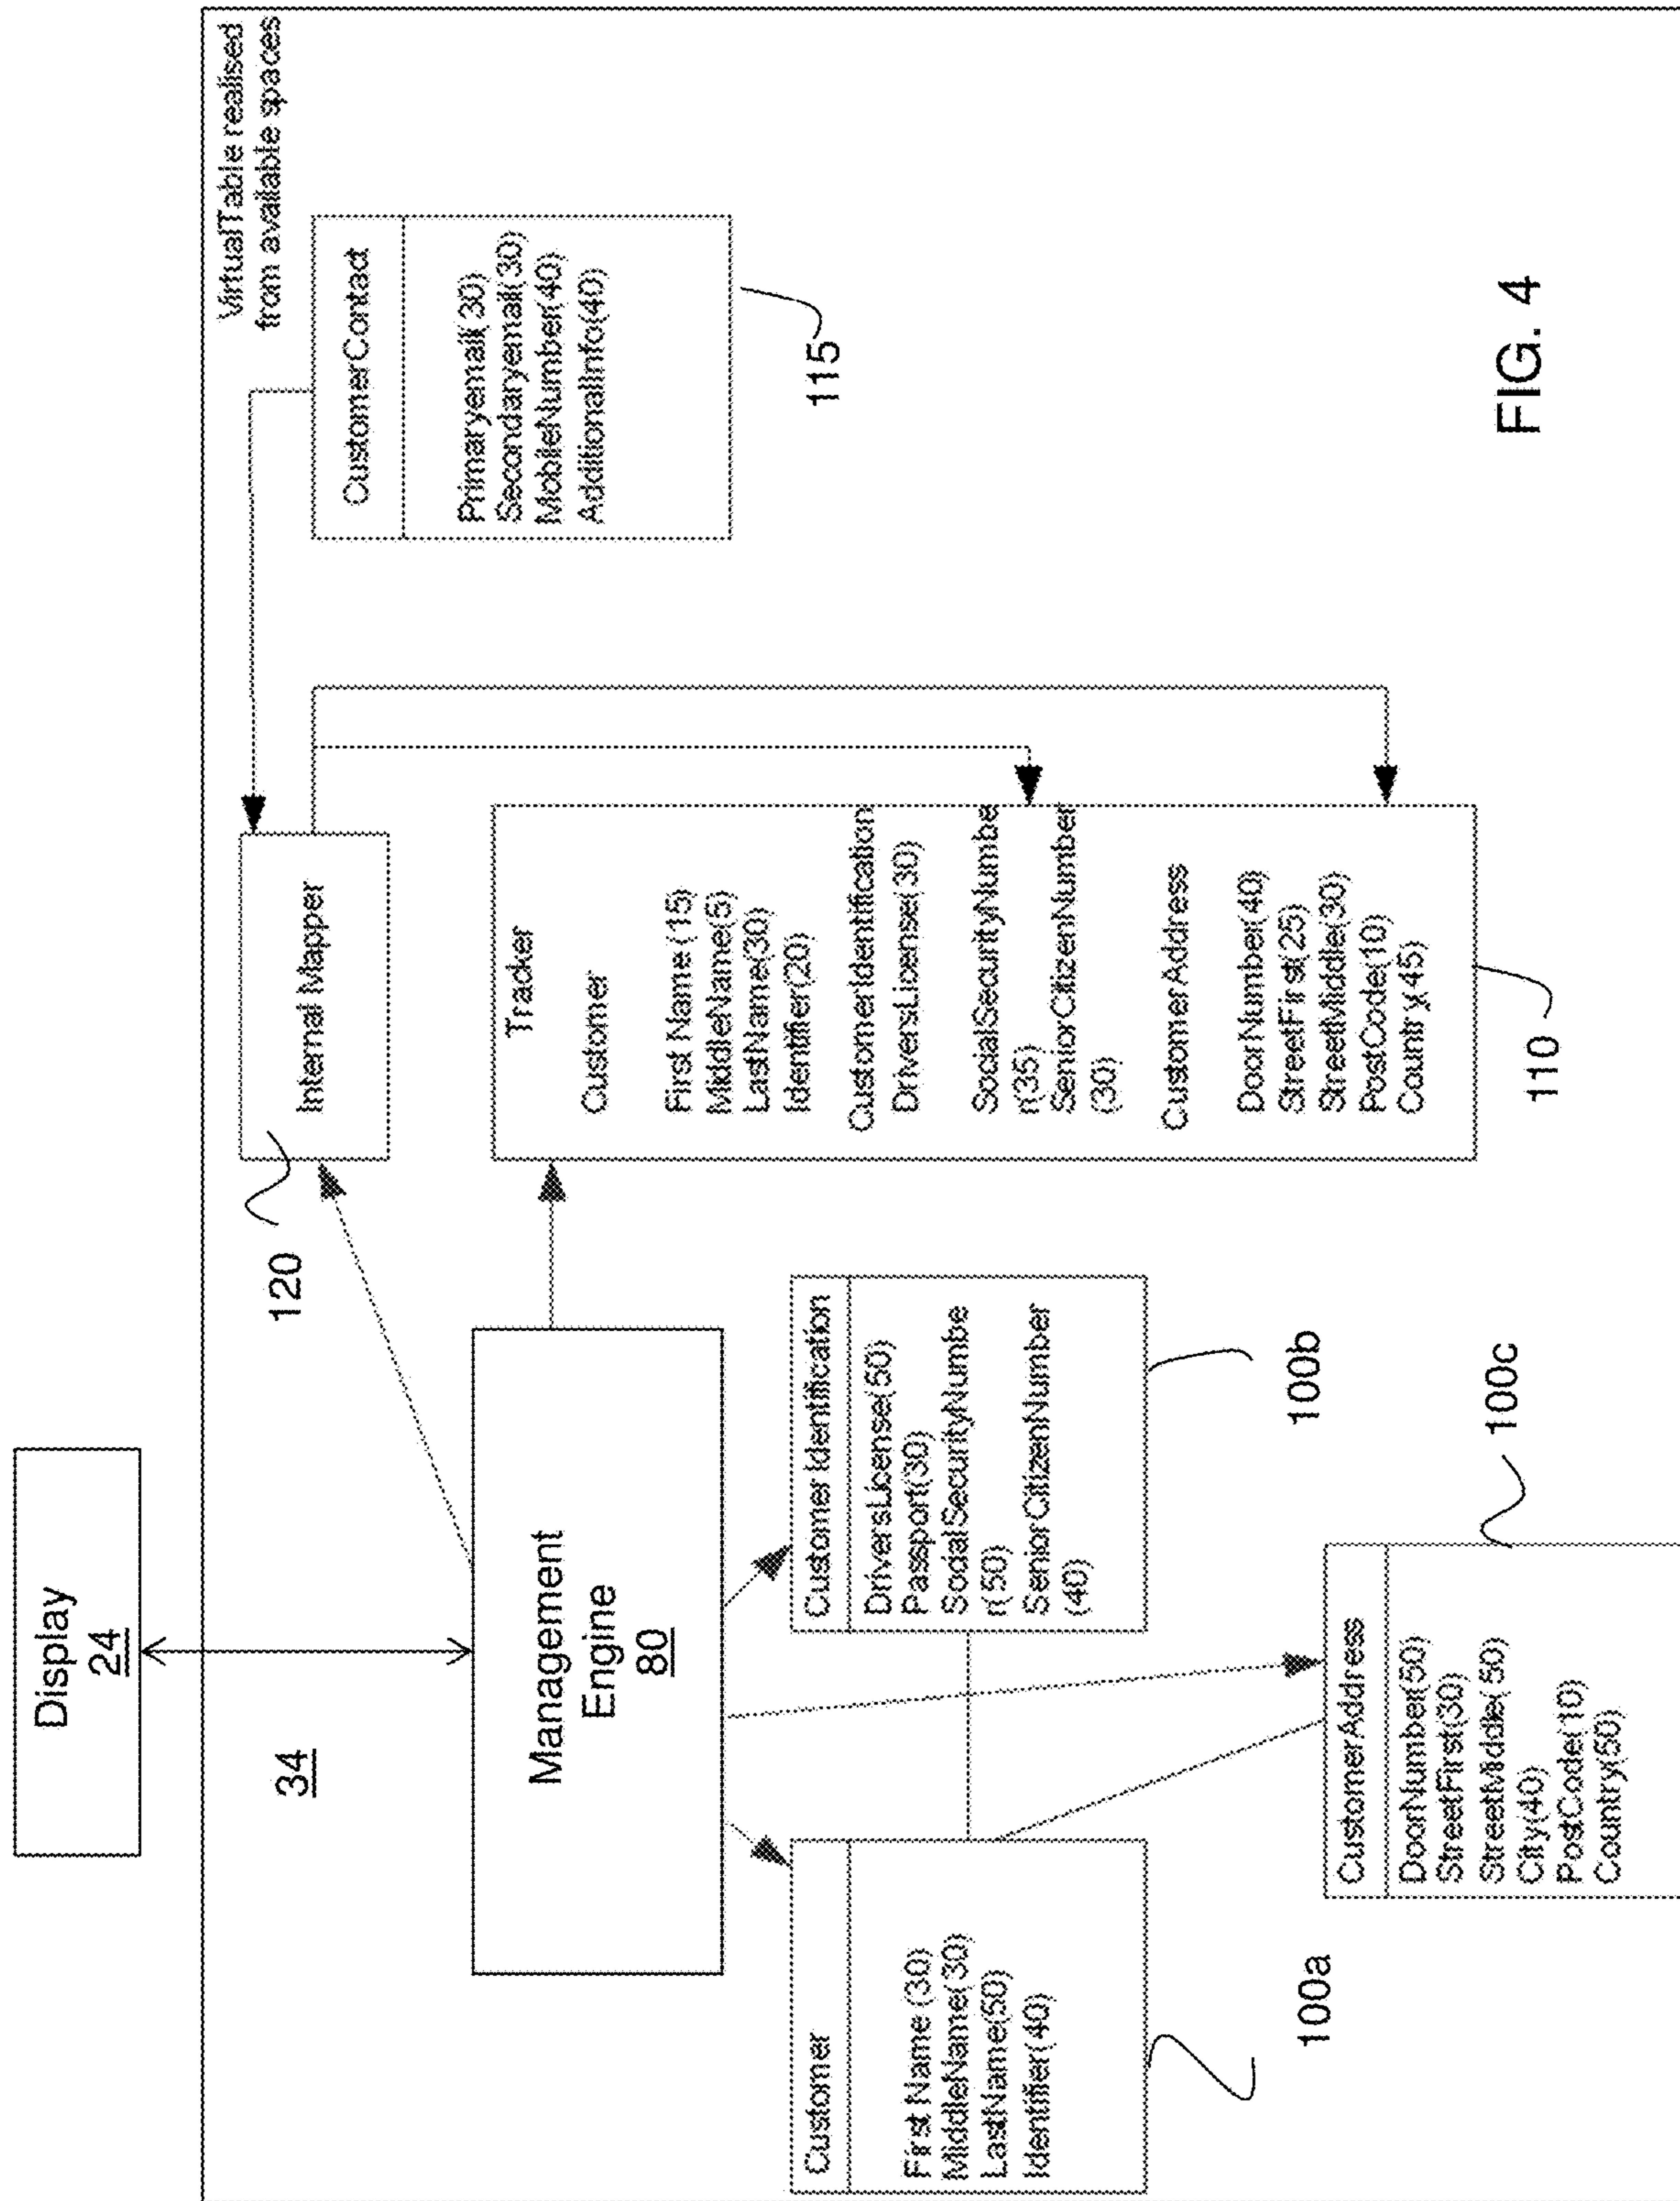 Display
24
34
VirtualTable realised
from available spaces
120
Internal Mapper
CustomerContact
Primaryemail(30)
Secondaryemail(30)
MobileNumber(40)
AdditionalInfo(40)
115
Management
Engine
80
Tracker
Customer
First Name (15)
MiddleName(5)
LastName(30)
Identifier(20)
CustomerIdentification
DriversLicense(30)
SocialSecurityNumbe
r(35)
SeniorCitizenNumber
(30)
CustomerAddress
DoorNumber(40)
StreetFirst(25)
StreetMiddle(30)
PostCode(10)
Country(45)
110
Customer
First Name (30)
MiddleName(30)
LastName(50)
Identifier(40)
100a
Customer Identification
DriversLicense(50)
Passport(30)
SocialSecurityNumbe
r(50)
SeniorCitizenNumber
(40)
100b
CustomerAddress
DoorNumber(50)
StreetFirst(30)
StreetMiddle(50)
City(40)
PostCode(10)
Country(50)
100c
FIG. 4